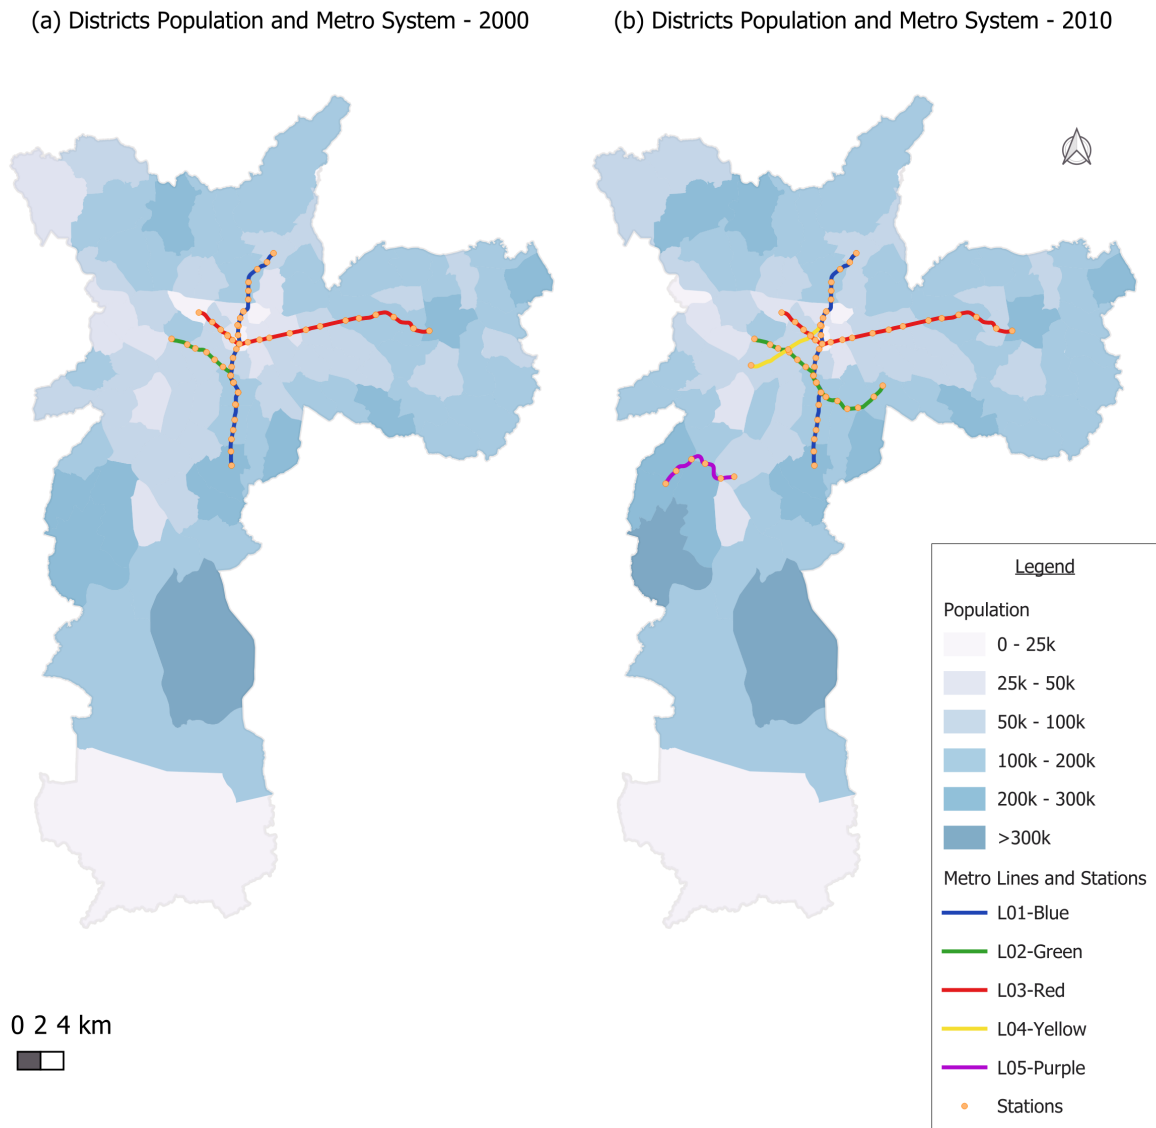 (a) Districts Population and Metro System - 2000
(b) Districts Population and Metro System - 2010
Legend
Population
0 - 25k
25k - 50k
50k - 100k
100k - 200k
200k - 300k
>300k
Metro Lines and Stations
L01-Blue
L02-Green
L03-Red
L04-Yellow
L05-Purple
Stations
0 2 4 km